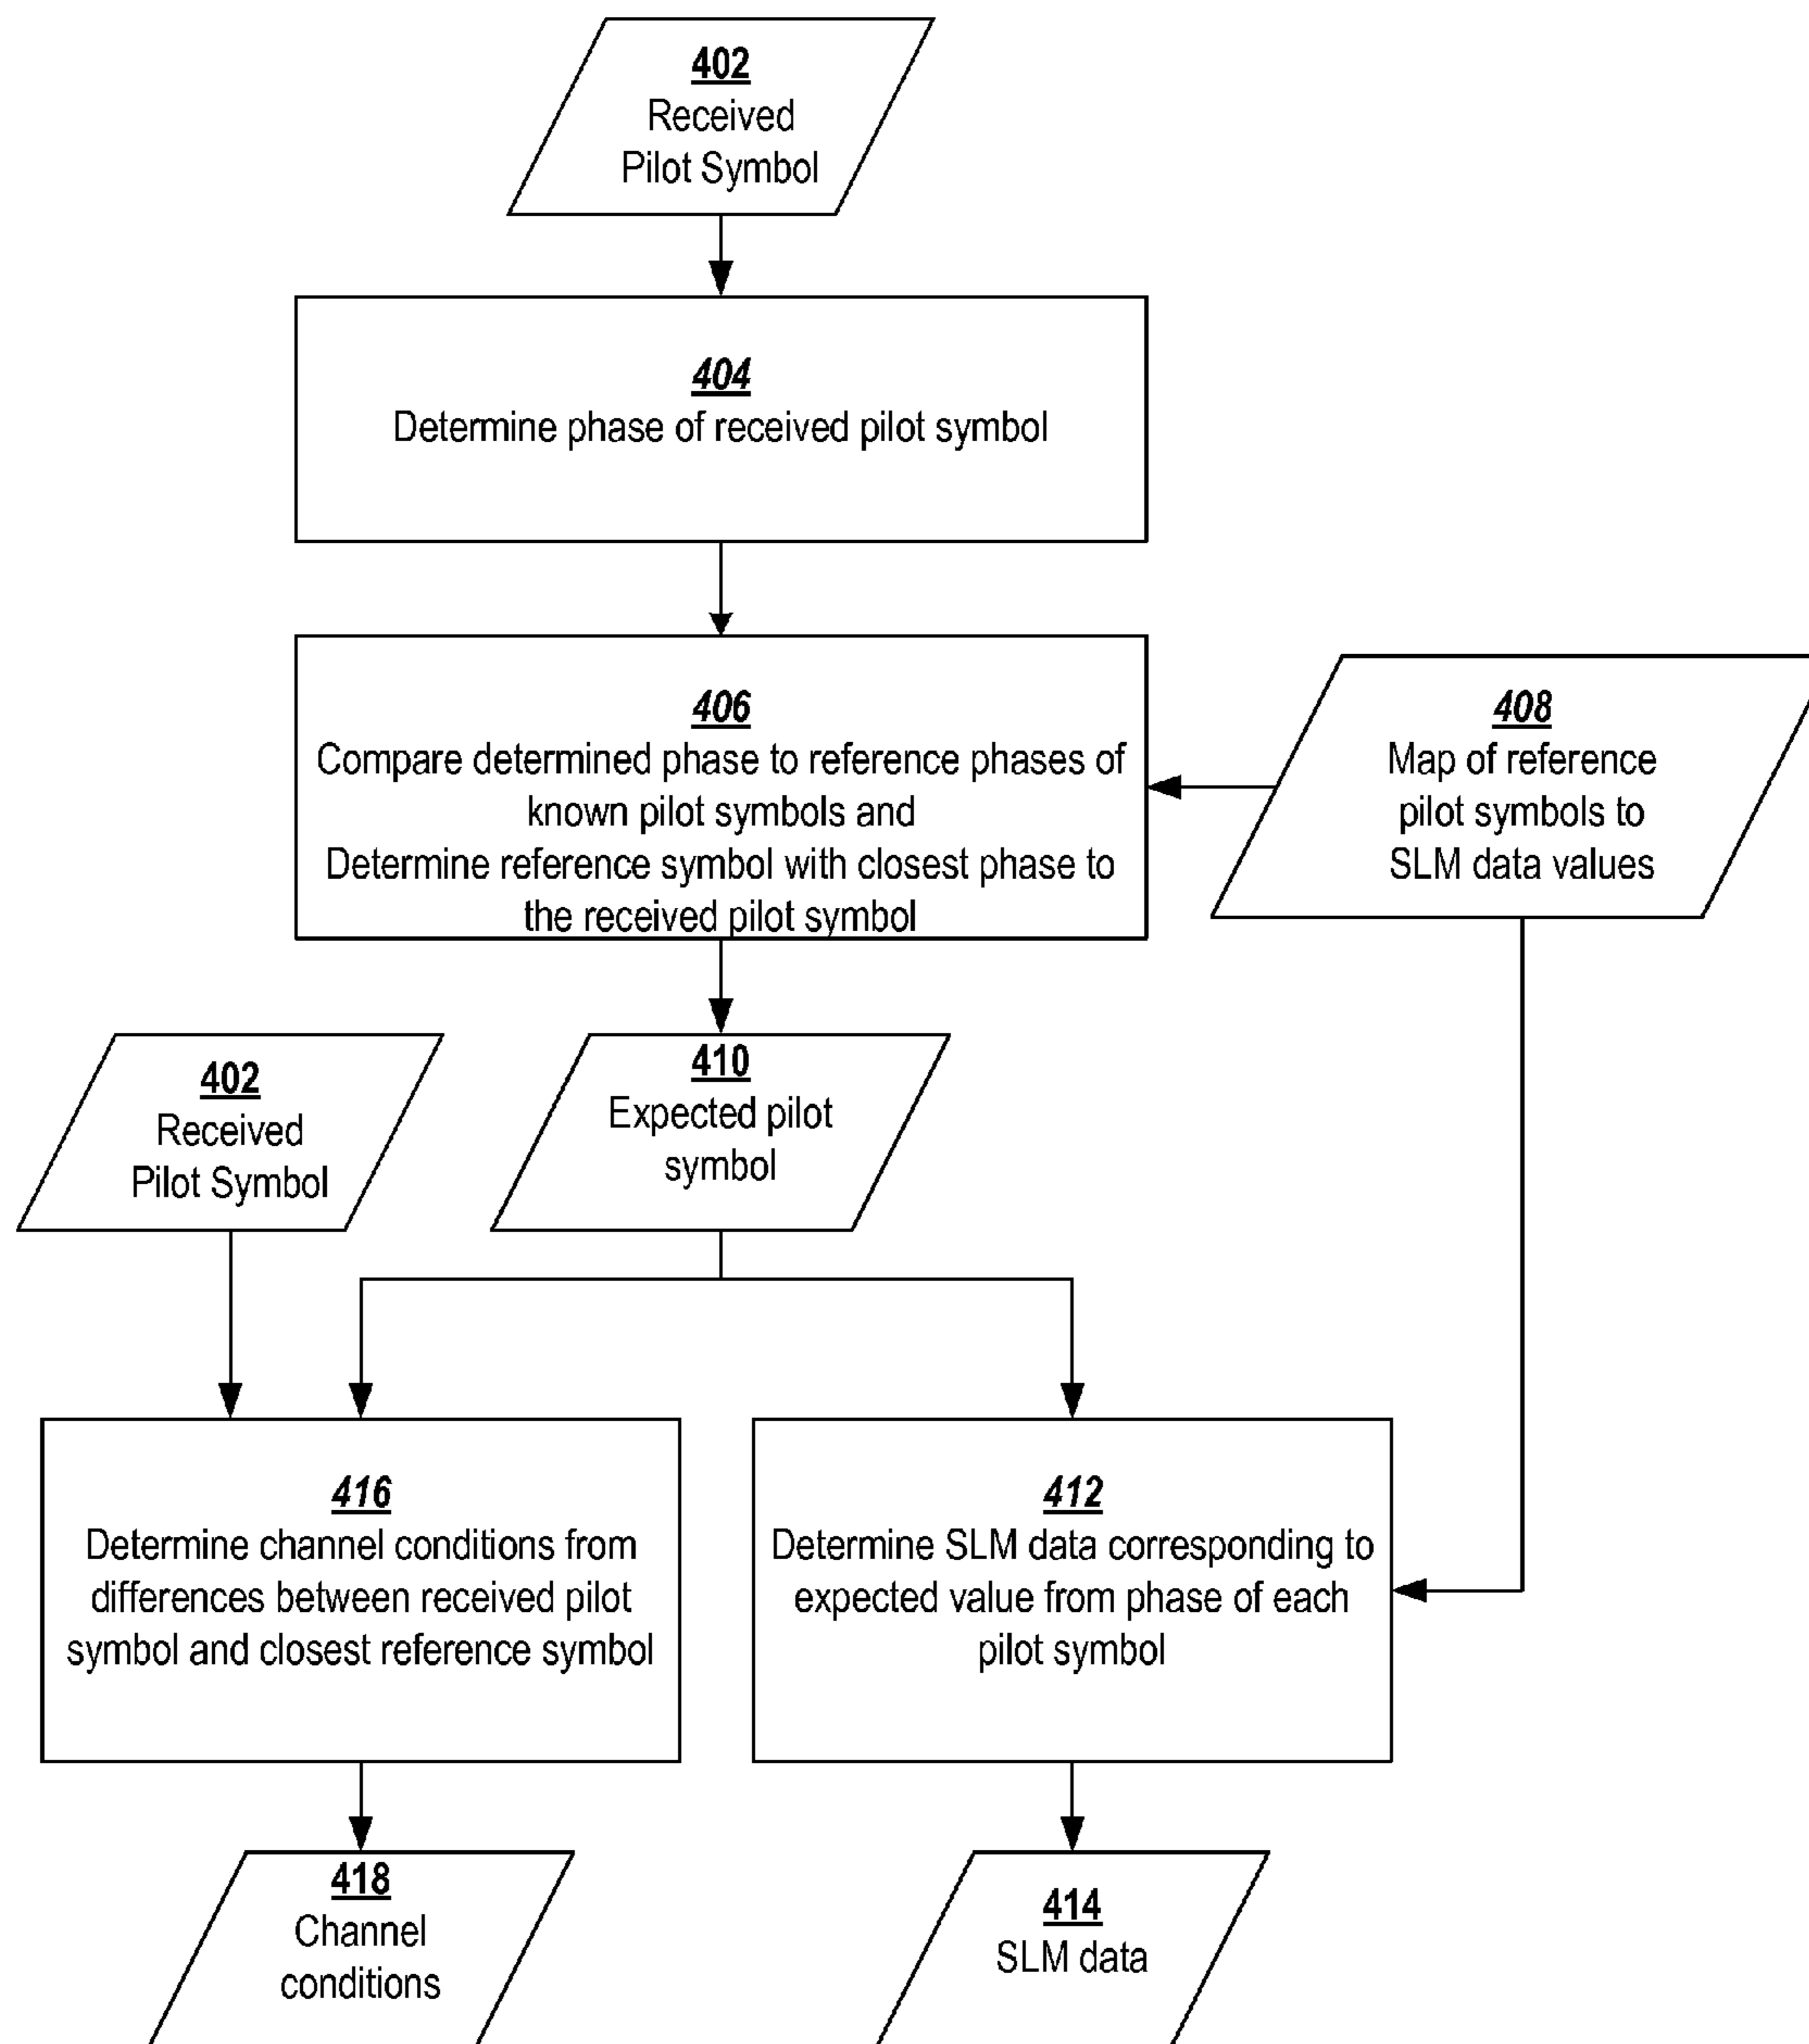 402
Received
Pilot Symbol
404
Determine phase of received pilot symbol
406
Compare determined phase to reference phases of
known pilot symbols and
Determine reference symbol with closest phase to
the received pilot symbol
408
Map of reference
pilot symbols to
SLM data values
402
Received
Pilot Symbol
410
Expected pilot
symbol
416
Determine channel conditions from
differences between received pilot
symbol and closest reference symbol
412
Determine SLM data corresponding to
expected value from phase of each
pilot symbol
418
Channel
conditions
414
SLM data